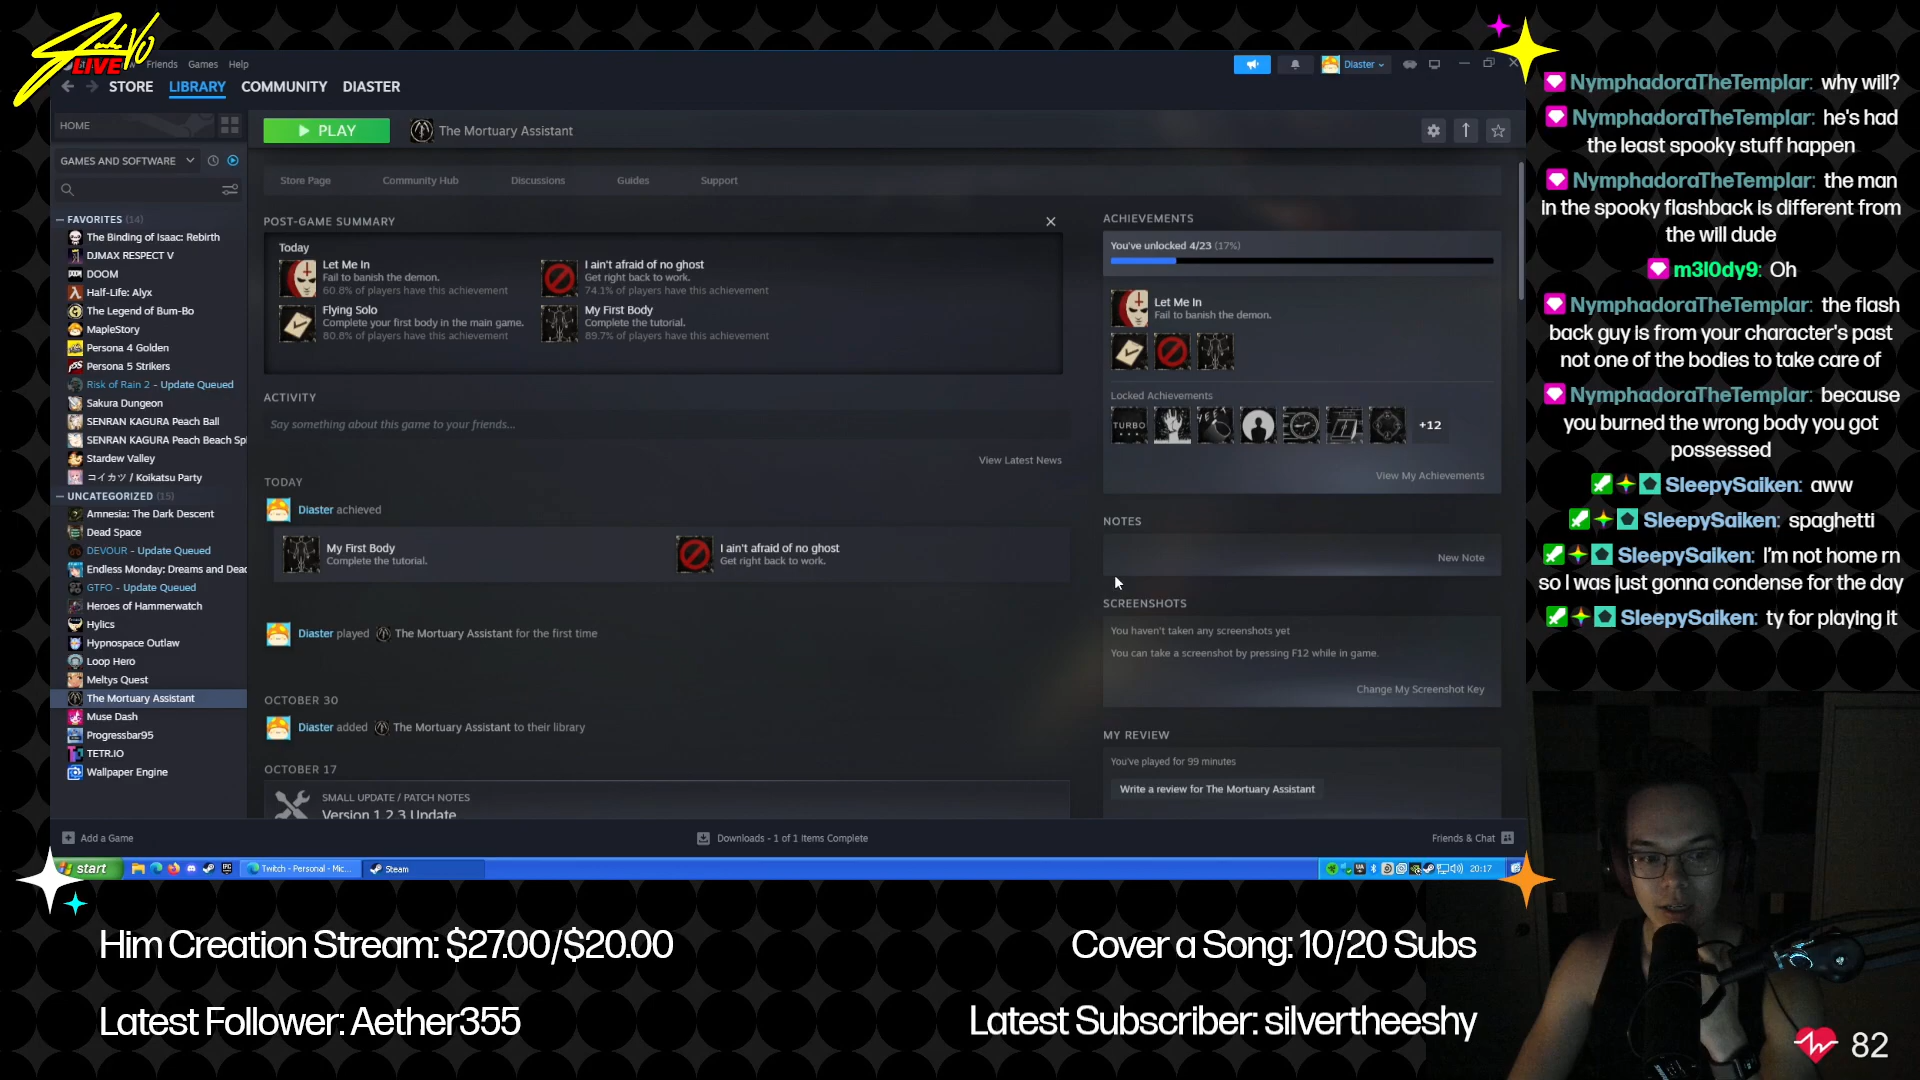 LIVE
Friends Games Help
Diaster
STORE LIBRARY COMMUNITY DIASTER
HOME
PLAY
The Mortuary Assistant
GAMES AND SOFTWARE
Store Page Community Hub Discussions Guides Support
FAVORITES (14)
The Binding of Isaac: Rebirth
DJMAX RESPECT V
DOOM
Half-Life: Alyx
The Legend of Bum-Bo
MapleStory
Persona 4 Golden
Persona 5 Strikers
Risk of Rain 2 - Update Queued
Sakura Dungeon
SENRAN KAGURA Peach Ball
SENRAN KAGURA Peach Beach Spl
Stardew Valley
コイカツ / Koikatsu Party
UNCATEGORIZED (15)
Amnesia: The Dark Descent
Dead Space
DEVOUR - Update Queued
Endless Monday: Dreams and Dead
GTFO - Update Queued
Heroes of Hammerwatch
Hylics
Hypnospace Outlaw
Loop Hero
Meltys Quest
The Mortuary Assistant
Muse Dash
Progressbar95
TETR.IO
Wallpaper Engine
POST-GAME SUMMARY
Today
Let Me In
Fail to banish the demon.
60.8% of players have this achievement
I ain't afraid of no ghost
Get right back to work.
74.1% of players have this achievement
Flying Solo
Complete your first body in the main game.
80.8% of players have this achievement
My First Body
Complete the tutorial.
89.7% of players have this achievement
ACTIVITY
Say something about this game to your friends...
View Latest News
TODAY
Diaster achieved
My First Body
Complete the tutorial.
I ain't afraid of no ghost
Get right back to work.
Diaster played The Mortuary Assistant for the first time
OCTOBER 30
Diaster added The Mortuary Assistant to their library
OCTOBER 17
SMALL UPDATE / PATCH NOTES
Version 1.2.3 Update
ACHIEVEMENTS
You've unlocked 4/23 (17%)
Let Me In
Fail to banish the demon.
Locked Achievements
TURBO
+12
View My Achievements
NOTES
New Note
SCREENSHOTS
You haven't taken any screenshots yet
You can take a screenshot by pressing F12 while in game.
Change My Screenshot Key
MY REVIEW
You've played for 99 minutes
Write a review for The Mortuary Assistant
Add a Game
Downloads - 1 of 1 Items Complete
Friends & Chat
start
Twitch - Personal - Mic...
Steam
20:17
NymphadoraTheTemplar: why will?
NymphadoraTheTemplar: he's had
the least spooky stuff happen
NymphadoraTheTemplar: the man
in the spooky flashback is different from
the will dude
m3l0dy9: Oh
NymphadoraTheTemplar: the flash
back guy is from your character's past
not one of the bodies to take care of
NymphadoraTheTemplar: because
you burned the wrong body you got
possessed
SleepySaiken: aww
SleepySaiken: spaghetti
SleepySaiken: I'm not home rn
so I was just gonna condense for the day
SleepySaiken: ty for playing it
Him Creation Stream: $27.00/$20.00
Cover a Song: 10/20 Subs
Latest Follower: Aether355
Latest Subscriber: silvertheeshy
82